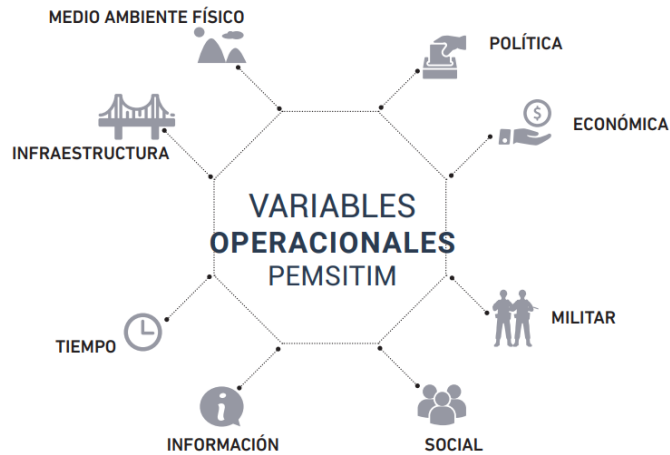 MEDIO AMBIENTE FÍSICO
POLÍTICA
ECONÓMICA
INFRAESTRUCTURA
VARIABLES
OPERACIONALES
PEMSITIM
MILITAR
TIEMPO
INFORMACIÓN
SOCIAL